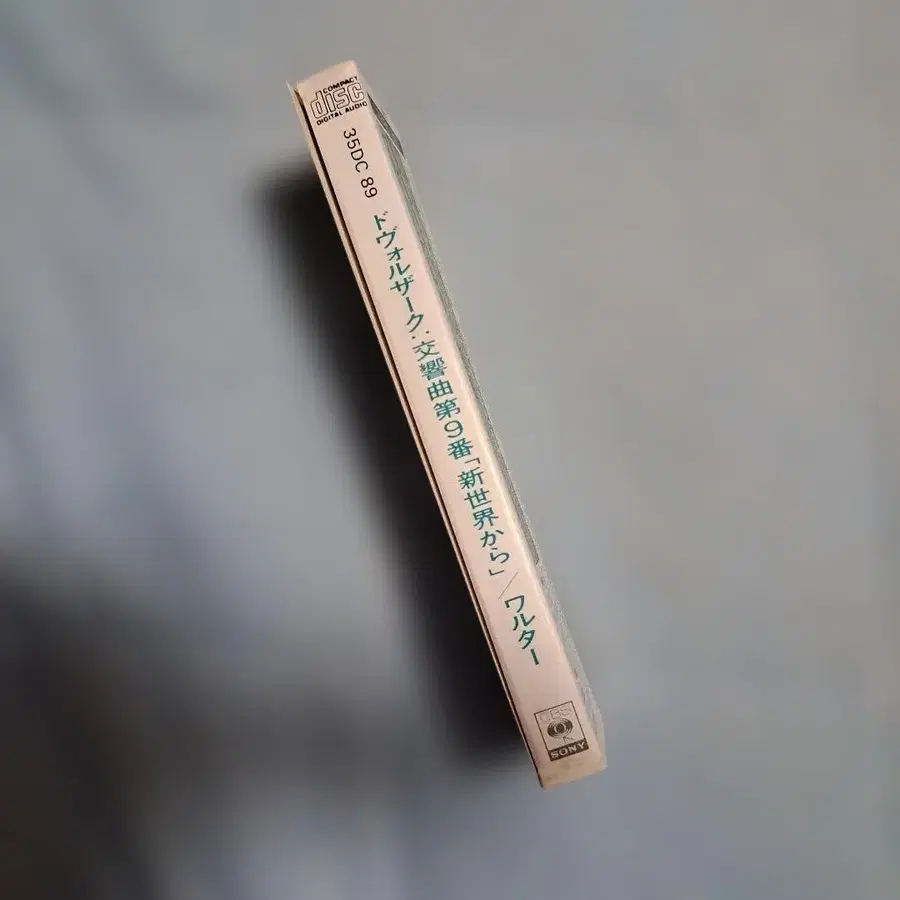 COMPACT
disc
DIGITAL AUDIO
35DC 89
ドヴォルザーク:交響曲第9番「新世界から」/ワルター
CBS
SONY